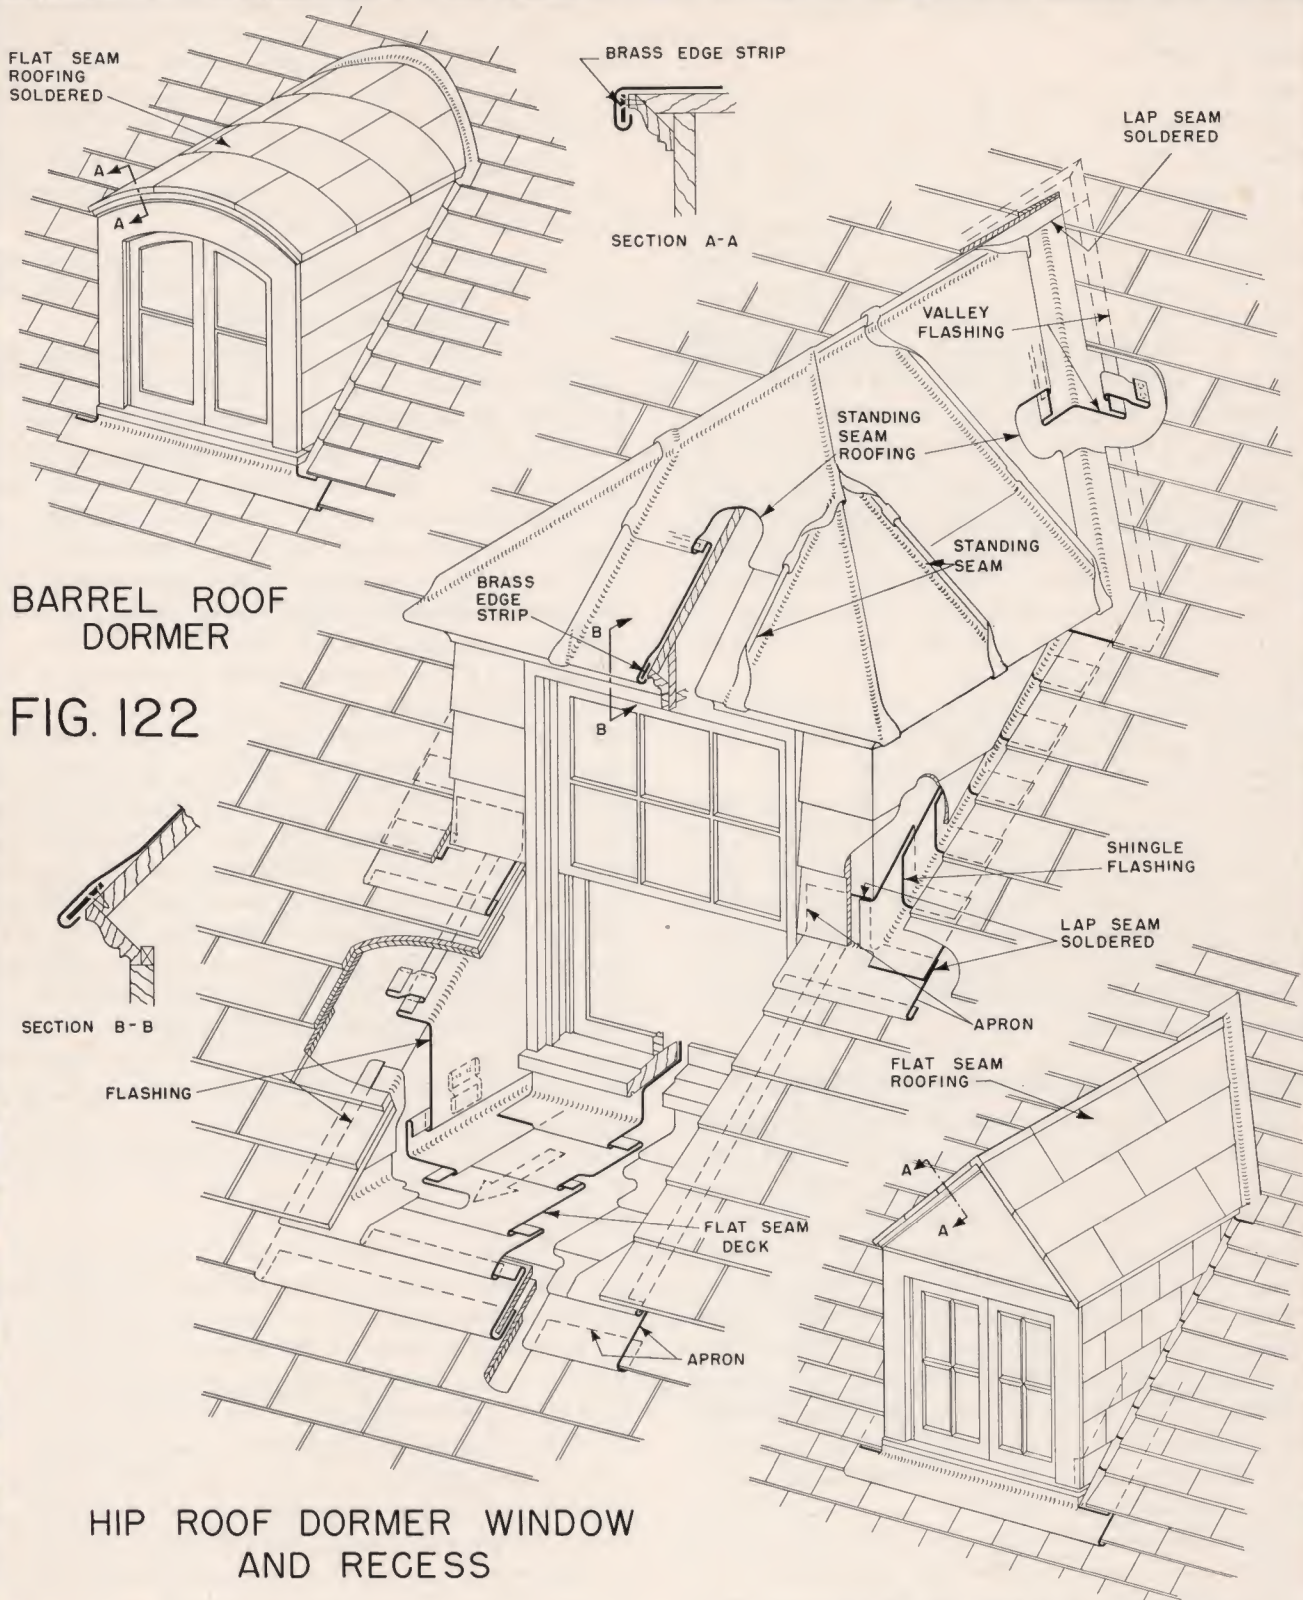 FLAT SEAM
ROOFING
SOLDERED
BRASS EDGE STRIP
LAP SEAM
SOLDERED
A
A
SECTION A-A
VALLEY
FLASHING
STANDING
SEAM
ROOFING
STANDING
SEAM
BRASS
EDGE
STRIP
B
B
BARREL ROOF
DORMER
FIG. 122
SHINGLE
FLASHING
LAP SEAM
SOLDERED
APRON
SECTION B-B
FLASHING
FLAT SEAM
ROOFING
A
A
FLAT SEAM
DECK
APRON
HIP ROOF DORMER WINDOW
AND RECESS